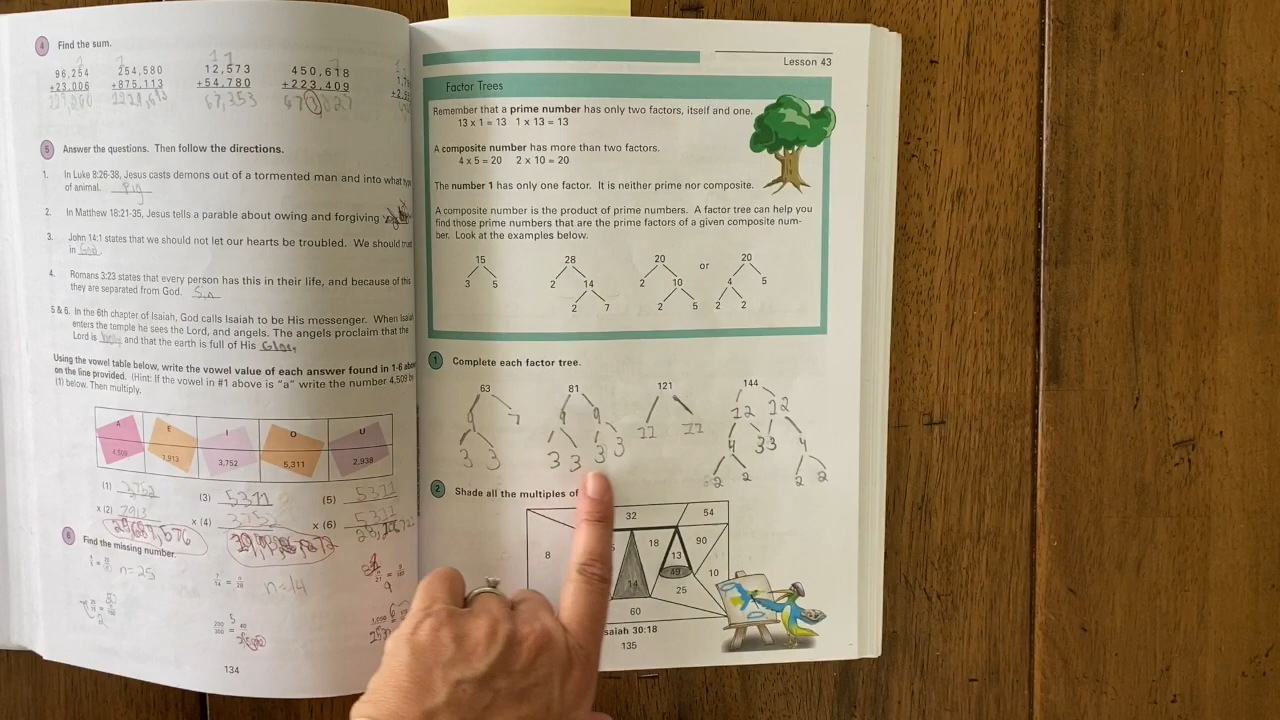 4 Find the sum.
96,254 254,580 12,573 450,618
+23,006 +875,113 +54,780 +223,409
67,353
5 Answer the questions. Then follow the directions.
1. In Luke 8:26-38, Jesus casts demons out of a tormented man and into what type
of animal. Pig
2. In Matthew 18:21-35, Jesus tells a parable about owing and forgiving
3. John 14:1 states that we should not let our hearts be troubled. We should trust
in God.
4. Romans 3:23 states that every person has this in their life, and because of this
they are separated from God. Sin
5 & 6. In the 6th chapter of Isaiah, God calls Isaiah to be His messenger. When Isaiah
enters the temple he sees the Lord, and angels. The angels proclaim that the
Lord is holy and that the earth is full of His
Using the vowel table below, write the vowel value of each answer found in 1-6 above
on the line provided. (Hint: If the vowel in #1 above is "a" write the number 4,509 by
(1) below. Then multiply.
A E I O U
4,509 7,913 3,752 5,311 2,938
(1) 3752 (3) 5311 (5) 5311
x (2) 7913 x (4) 3752 x (6) 5311
6 Find the missing number.
n=25
n=14
134
Lesson 43
Factor Trees
Remember that a prime number has only two factors, itself and one.
13 x 1 = 13 1 x 13 = 13
A composite number has more than two factors.
4 x 5 = 20 2 x 10 = 20
The number 1 has only one factor. It is neither prime nor composite.
A composite number is the product of prime numbers. A factor tree can help you
find those prime numbers that are the prime factors of a given composite num-
ber. Look at the examples below.
15 28 20 or 20
3 5 2 14 2 10 4 5
2 7 2 5 2 2
1 Complete each factor tree.
63 81 121 144
9 7 9 9 11 11 12 12
3 3 3 3 3 3 4 3 3 4
2 2 2 2
2 Shade all the multiples of
32 54
8 18 90
13
49 10
14 25
60
saiah 30:18
135